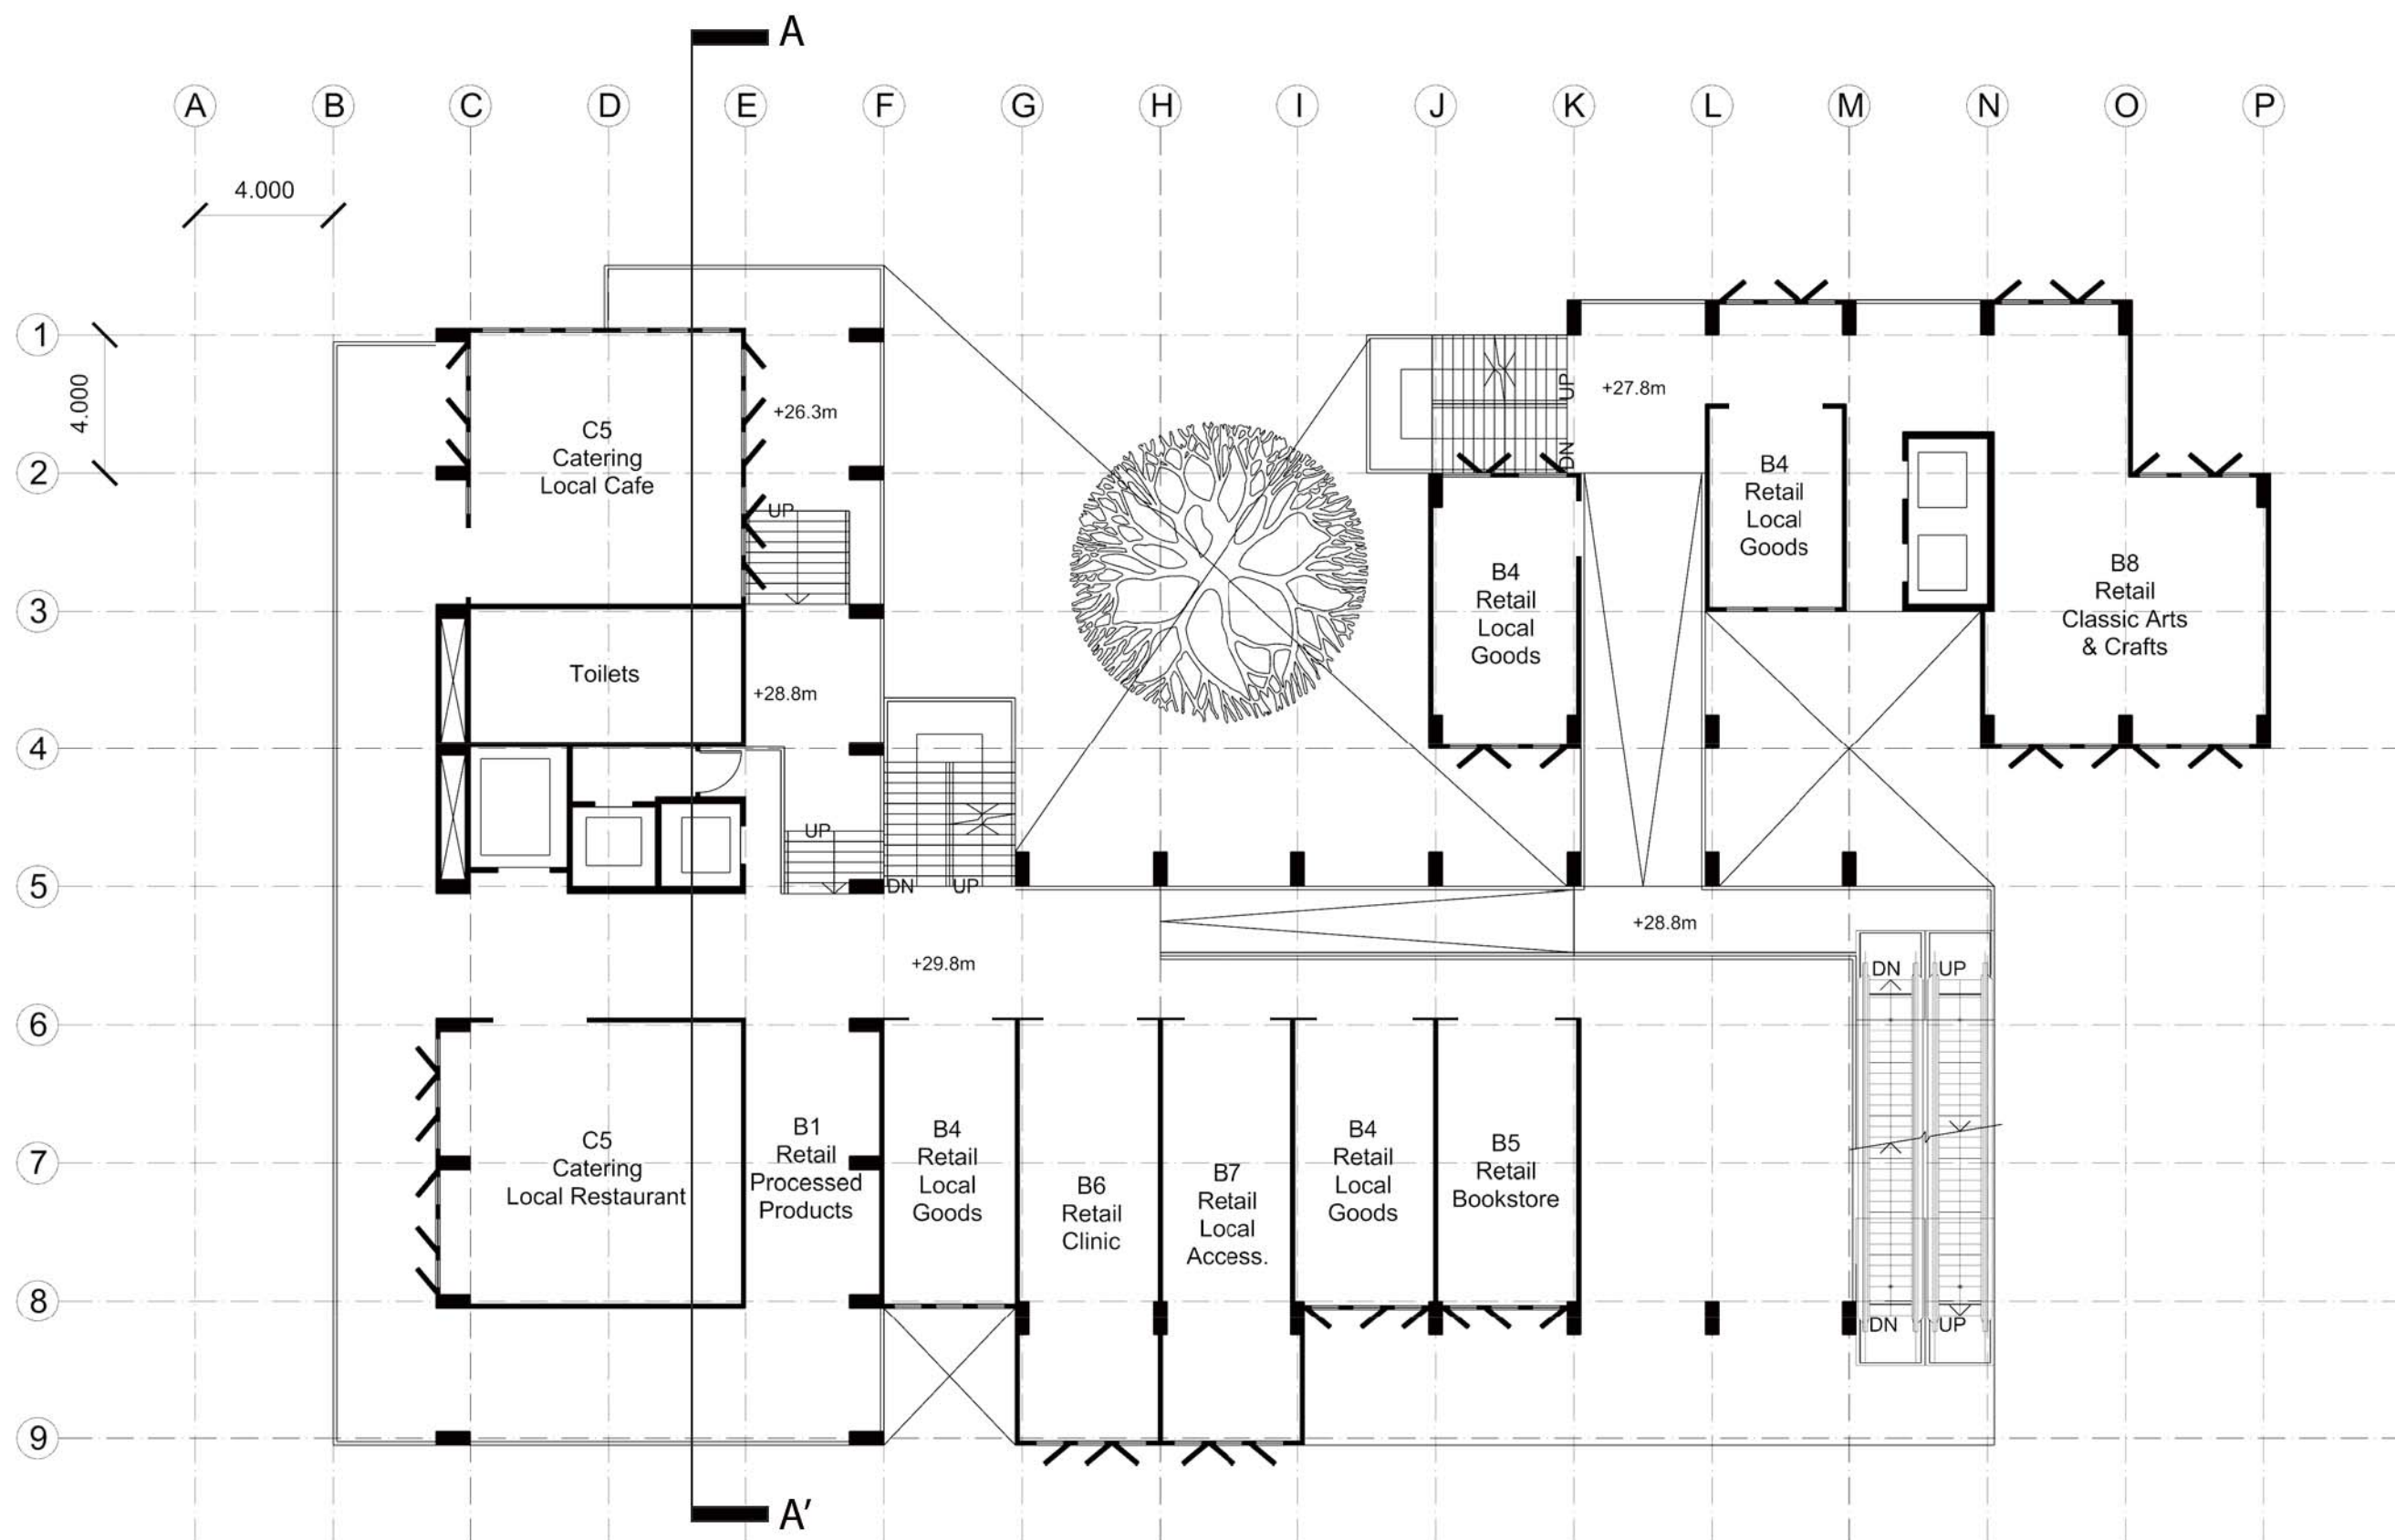 A
A B C D E F G H I J K L M N O P
4.000
1
4.000
+27.8m
UP
+26.3m
C5
Catering
Local Cafe
DN
2
B4
Retail
Local
Goods
UP
B8
Retail
Classic Arts
& Crafts
B4
Retail
Local
Goods
3
Toilets
+28.8m
4
UP
5
DN
UP
+28.8m
+29.8m
DN
UP
6
C5
Catering
Local Restaurant
B1
Retail
Processed
Products
B4
Retail
Local
Goods
B6
Retail
Clinic
B7
Retail
Local
Access.
B4
Retail
Local
Goods
B5
Retail
Bookstore
7
8
DN
UP
9
A′